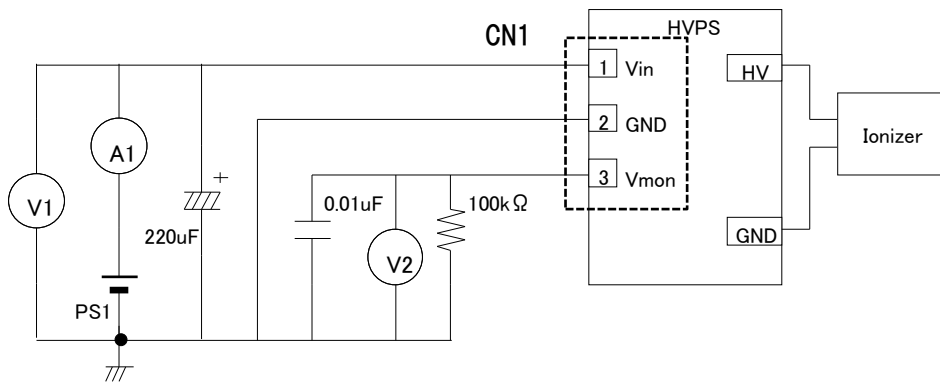 CN1
HVPS
1 Vin
HV
2 GND
Ionizer
A1
3 Vmon
V1
+
0.01uF
100kΩ
220uF
V2
GND
PS1